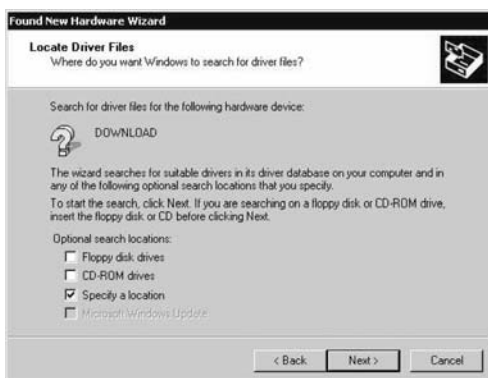 Found New Hardware Wizard
Locate Driver Files
Where do you want Windows to search for driver files?
Search for driver files for the following hardware device:
DOWNLOAD
The wizard searches for suitable drivers in its driver database on your computer and in
any of the following optional search locations that you specify.
To start the search, click Next. If you are searching on a floppy disk or CD-ROM drive,
insert the floppy disk or CD before clicking Next.
Optional search locations:
Floppy disk drives
CD-ROM drives
Specify a location
Microsoft Windows Update
< Back Next > Cancel